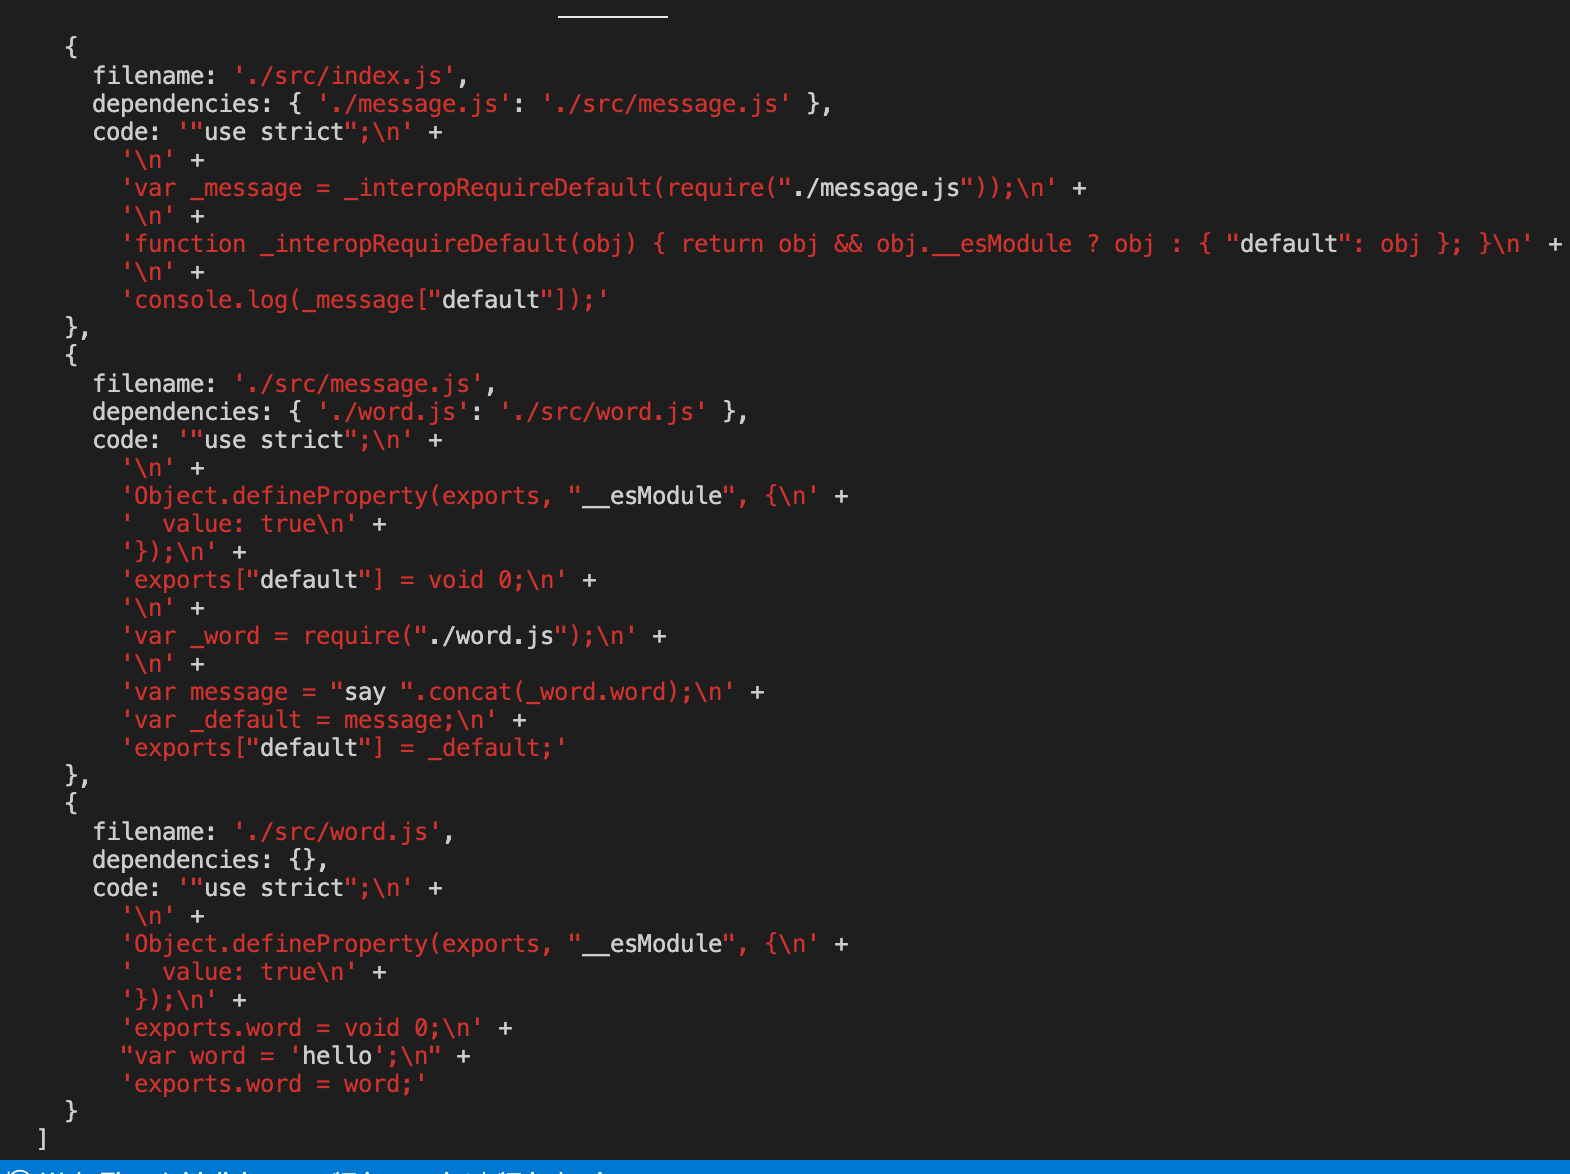 {
filename: './src/index.js',
dependencies: { './message.js': './src/message.js' },
code: '"use strict";\n' +
'\n' +
'var _message = _interopRequireDefault(require("./message.js"));\n' +
'\n' +
'function _interopRequireDefault(obj) { return obj && obj.__esModule ? obj : { "default": obj }; }\n' +
'\n' +
'console.log(_message["default"]);'
},
{
filename: './src/message.js',
dependencies: { './word.js': './src/word.js' },
code: '"use strict";\n' +
'\n' +
'Object.defineProperty(exports, "__esModule", {\n' +
'  value: true\n' +
'});\n' +
'exports["default"] = void 0;\n' +
'\n' +
'var _word = require("./word.js");\n' +
'\n' +
'var message = "say ".concat(_word.word);\n' +
'var _default = message;\n' +
'exports["default"] = _default;'
},
{
filename: './src/word.js',
dependencies: {},
code: '"use strict";\n' +
'\n' +
'Object.defineProperty(exports, "__esModule", {\n' +
'  value: true\n' +
'});\n' +
'exports.word = void 0;\n' +
"var word = 'hello';\n" +
'exports.word = word;'
}
]